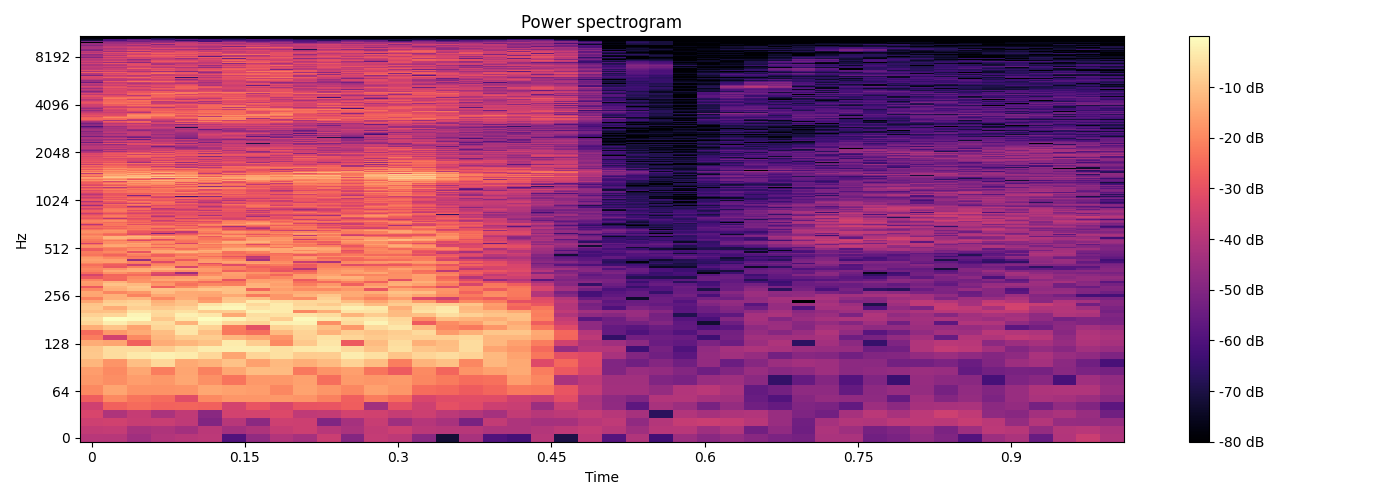 Power spectrogram
8192
4096
2048
1024
512
256
128
64
0
Hz
0 0.15 0.3 0.45 0.6 0.75 0.9
Time
-10 dB
-20 dB
-30 dB
-40 dB
-50 dB
-60 dB
-70 dB
-80 dB